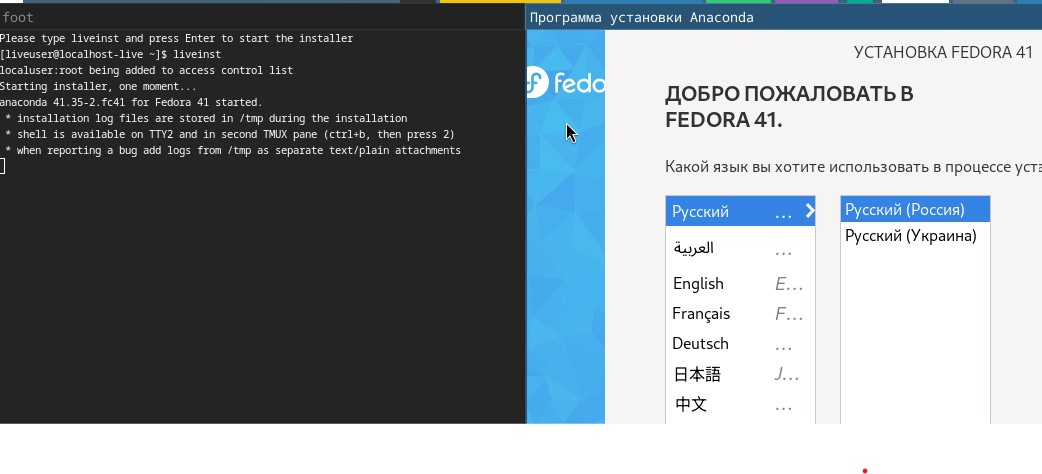 foot
Please type liveinst and press Enter to start the installer
[liveuser@localhost-live ~]$ liveinst
localuser:root being added to access control list
Starting installer, one moment...
anaconda 41.35-2.fc41 for Fedora 41 started.
* installation log files are stored in /tmp during the installation
* shell is available on TTY2 and in second TMUX pane (ctrl+b, then press 2)
* when reporting a bug add logs from /tmp as separate text/plain attachments
Программа установки Anaconda
fedo
УСТАНОВКА FEDORA 41
ДОБРО ПОЖАЛОВАТЬ В
FEDORA 41.
Какой язык вы хотите использовать в процессе уста
Русский ...
العربية ...
English E...
Français F...
Deutsch ...
日本語 J...
中文 ...
Русский (Россия)
Русский (Украина)